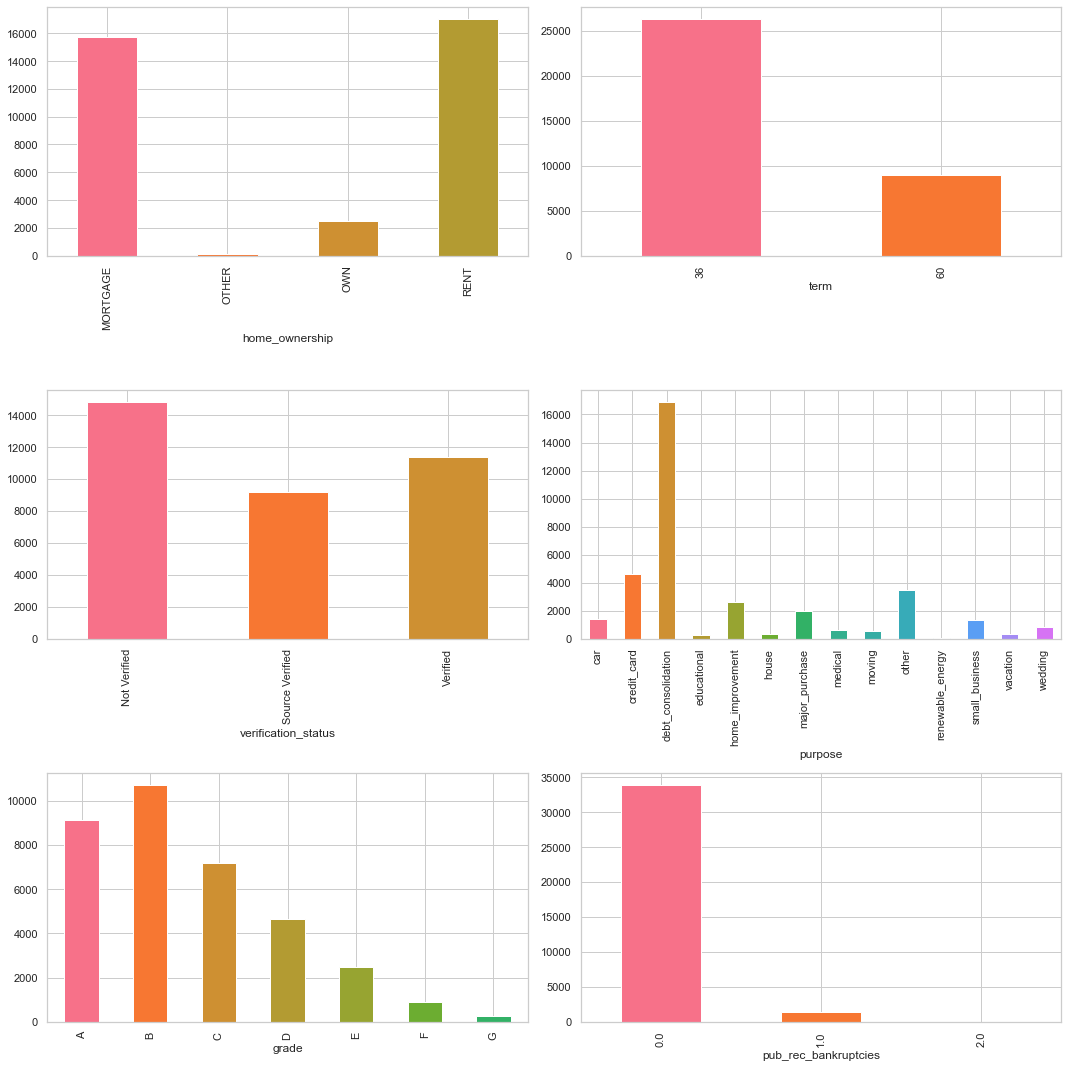 16000
14000
12000
10000
8000
6000
4000
2000
0
MORTGAGE
OTHER
OWN
RENT
home_ownership
25000
20000
15000
10000
5000
0
36
60
term
14000
12000
10000
8000
6000
4000
2000
0
Not Verified
Source Verified
Verified
verification_status
16000
14000
12000
10000
8000
6000
4000
2000
0
car
credit_card
debt_consolidation
educational
home_improvement
house
major_purchase
medical
moving
other
renewable_energy
small_business
vacation
wedding
purpose
10000
8000
6000
4000
2000
0
A
B
C
D
E
F
G
grade
35000
30000
25000
20000
15000
10000
5000
0
0.0
1.0
2.0
pub_rec_bankruptcies